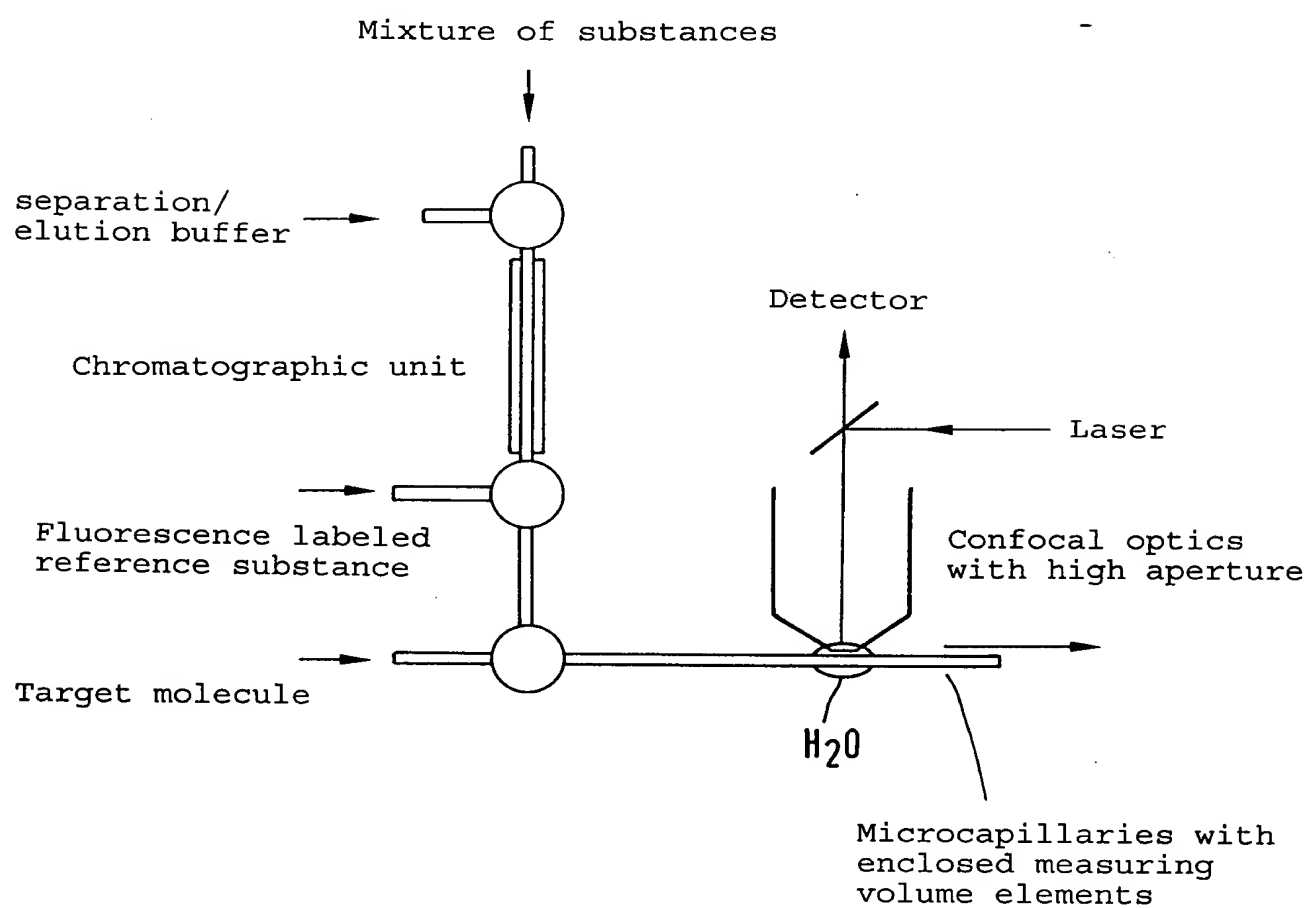 Mixture of substances
separation/
elution buffer
Detector
Chromatographic unit
Laser
Fluorescence labeled
reference substance
Confocal optics
with high aperture
Target molecule
H2O
Microcapillaries with
enclosed measuring
volume elements